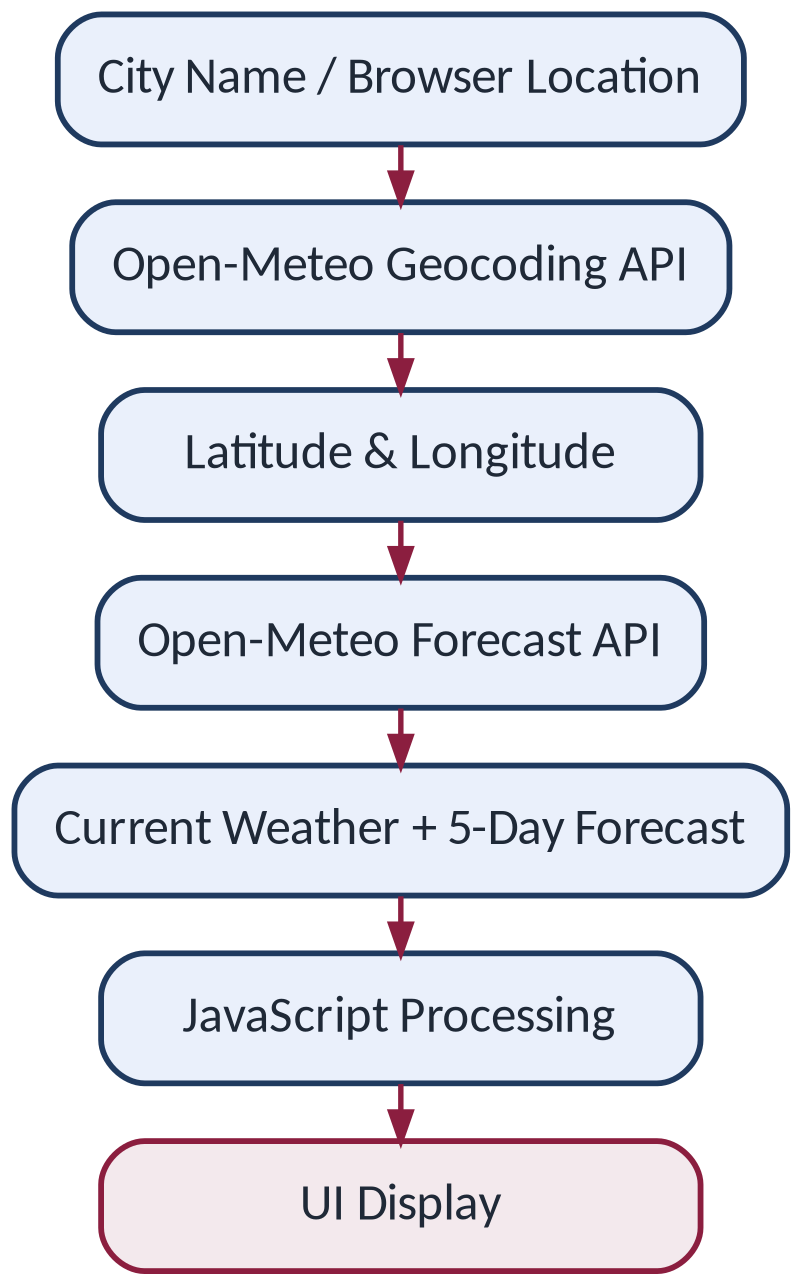 City Name / Browser Location
Open-Meteo Geocoding API
Latitude & Longitude
Open-Meteo Forecast API
Current Weather + 5-Day Forecast
JavaScript Processing
UI Display